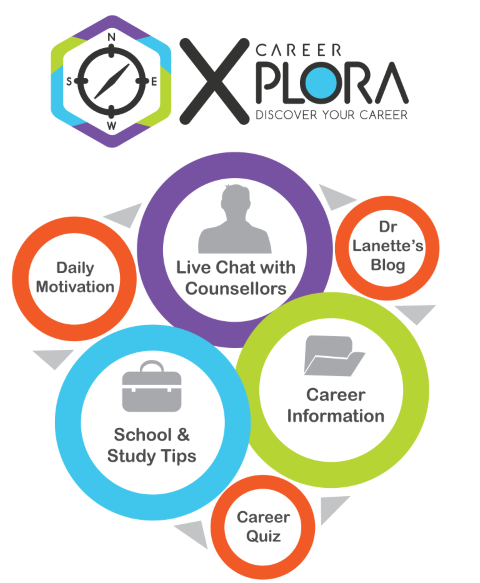 N
S
E
W
CAREER
XPLORA
DISCOVER YOUR CAREER
Live Chat with
Counsellors
Dr
Lanette's
Blog
Daily
Motivation
Career
Information
School &
Study Tips
Career
Quiz